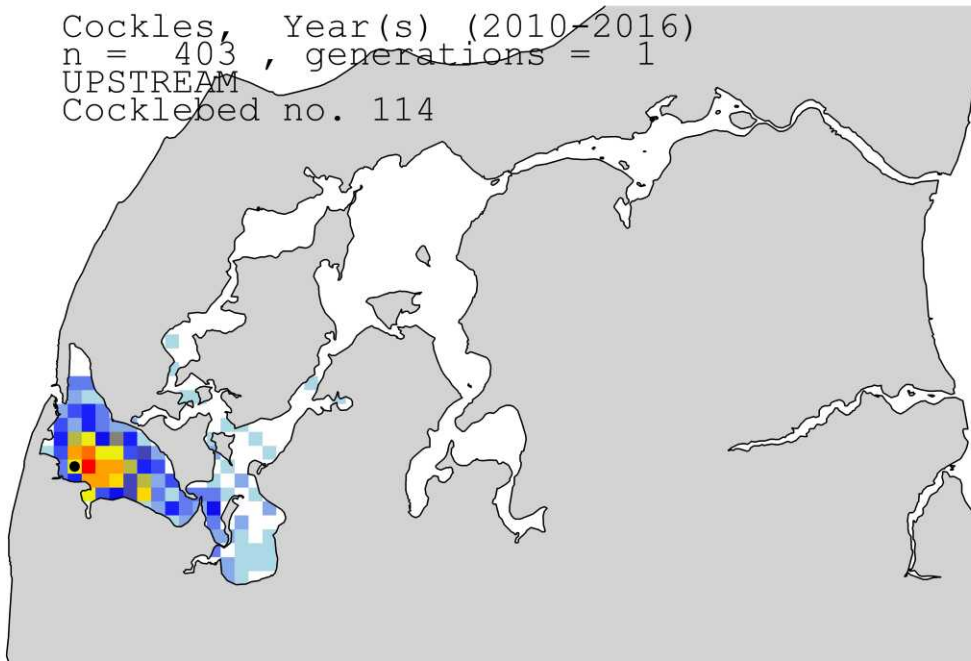 Cockles, Year(s) (2010-2016)
n = 403 , generations = 1
UPSTREAM
Cocklebed no. 114